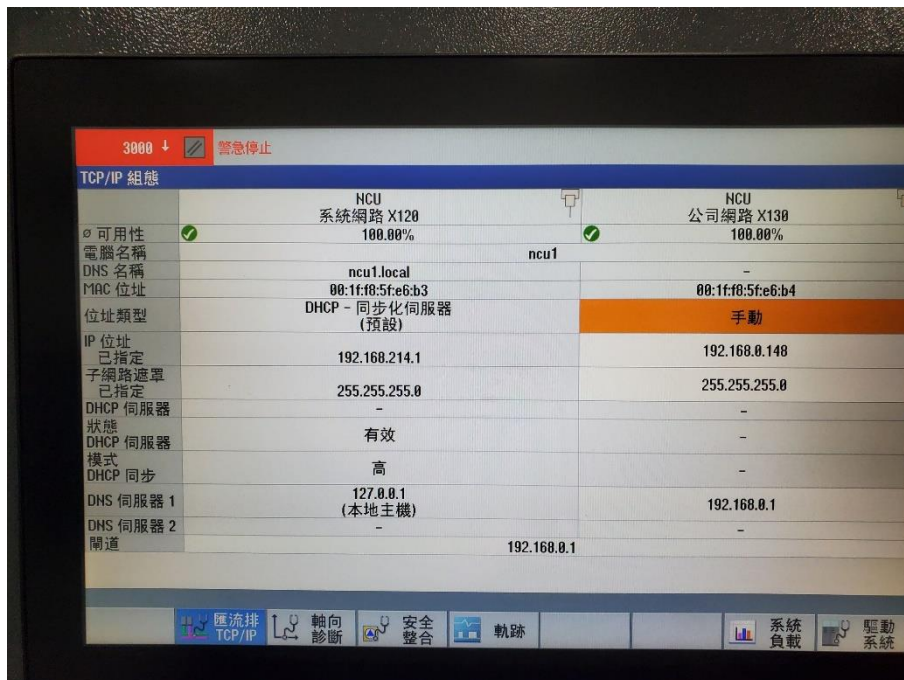 3000 ↓ 警急停止
TCP/IP 組態
NCU NCU
系統網路 X120 公司網路 X130
ø 可用性 100.00% 100.00%
電腦名稱 ncu1
DNS 名稱 ncu1.local –
MAC 位址 00:1f:f8:5f:e6:b3 00:1f:f8:5f:e6:b4
位址類型 DHCP - 同步化伺服器 手動
(預設)
IP 位址
已指定 192.168.214.1 192.168.0.148
子網路遮罩
已指定 255.255.255.0 255.255.255.0
DHCP 伺服器 – –
狀態
DHCP 伺服器 有效 –
模式
DHCP 同步 高 –
DNS 伺服器 1 127.0.0.1 192.168.0.1
(本地主機)
DNS 伺服器 2 – –
閘道 192.168.0.1
匯流排 軸向 安全 軌跡 系統 驅動
TCP/IP 診斷 整合 負載 系統